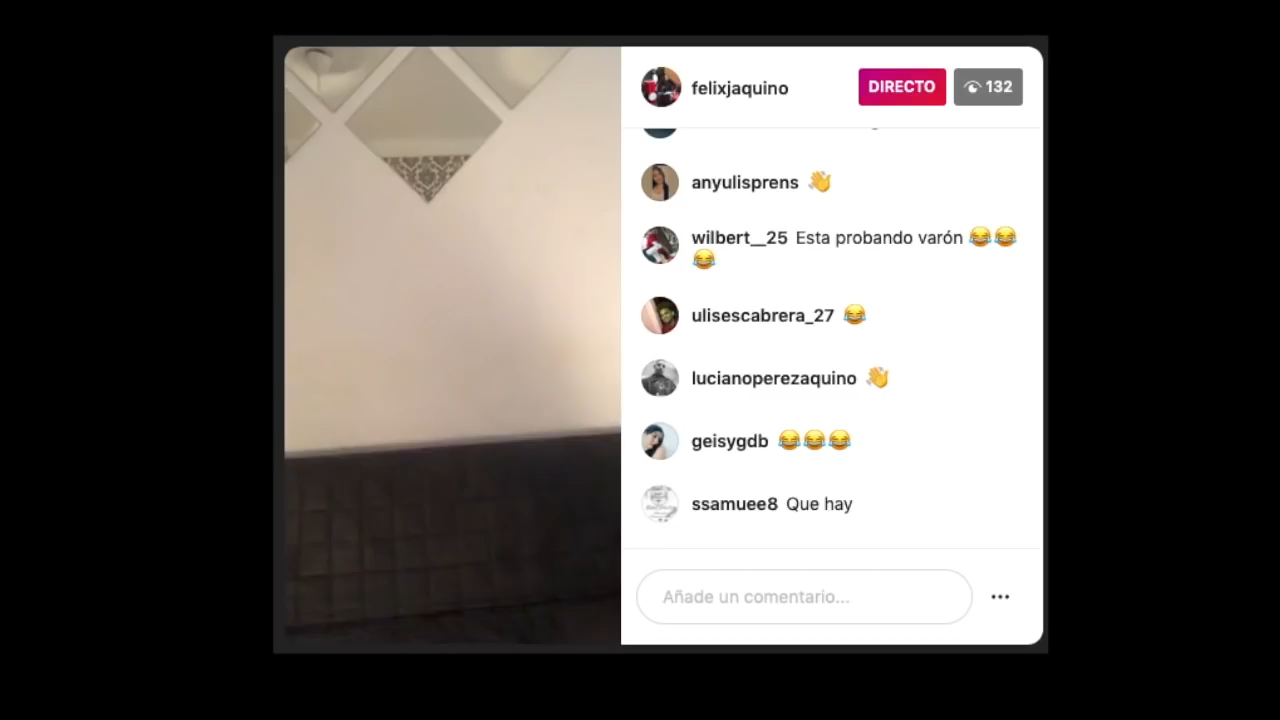 felixjaquino
DIRECTO
132
anyulisprens 👋
wilbert__25 Esta probando varón 😂😂
😂
ulisescabrera_27 😂
lucianoperezaquino 👋
geisygdb 😂😂😂
ssamuee8 Que hay
Añade un comentario...